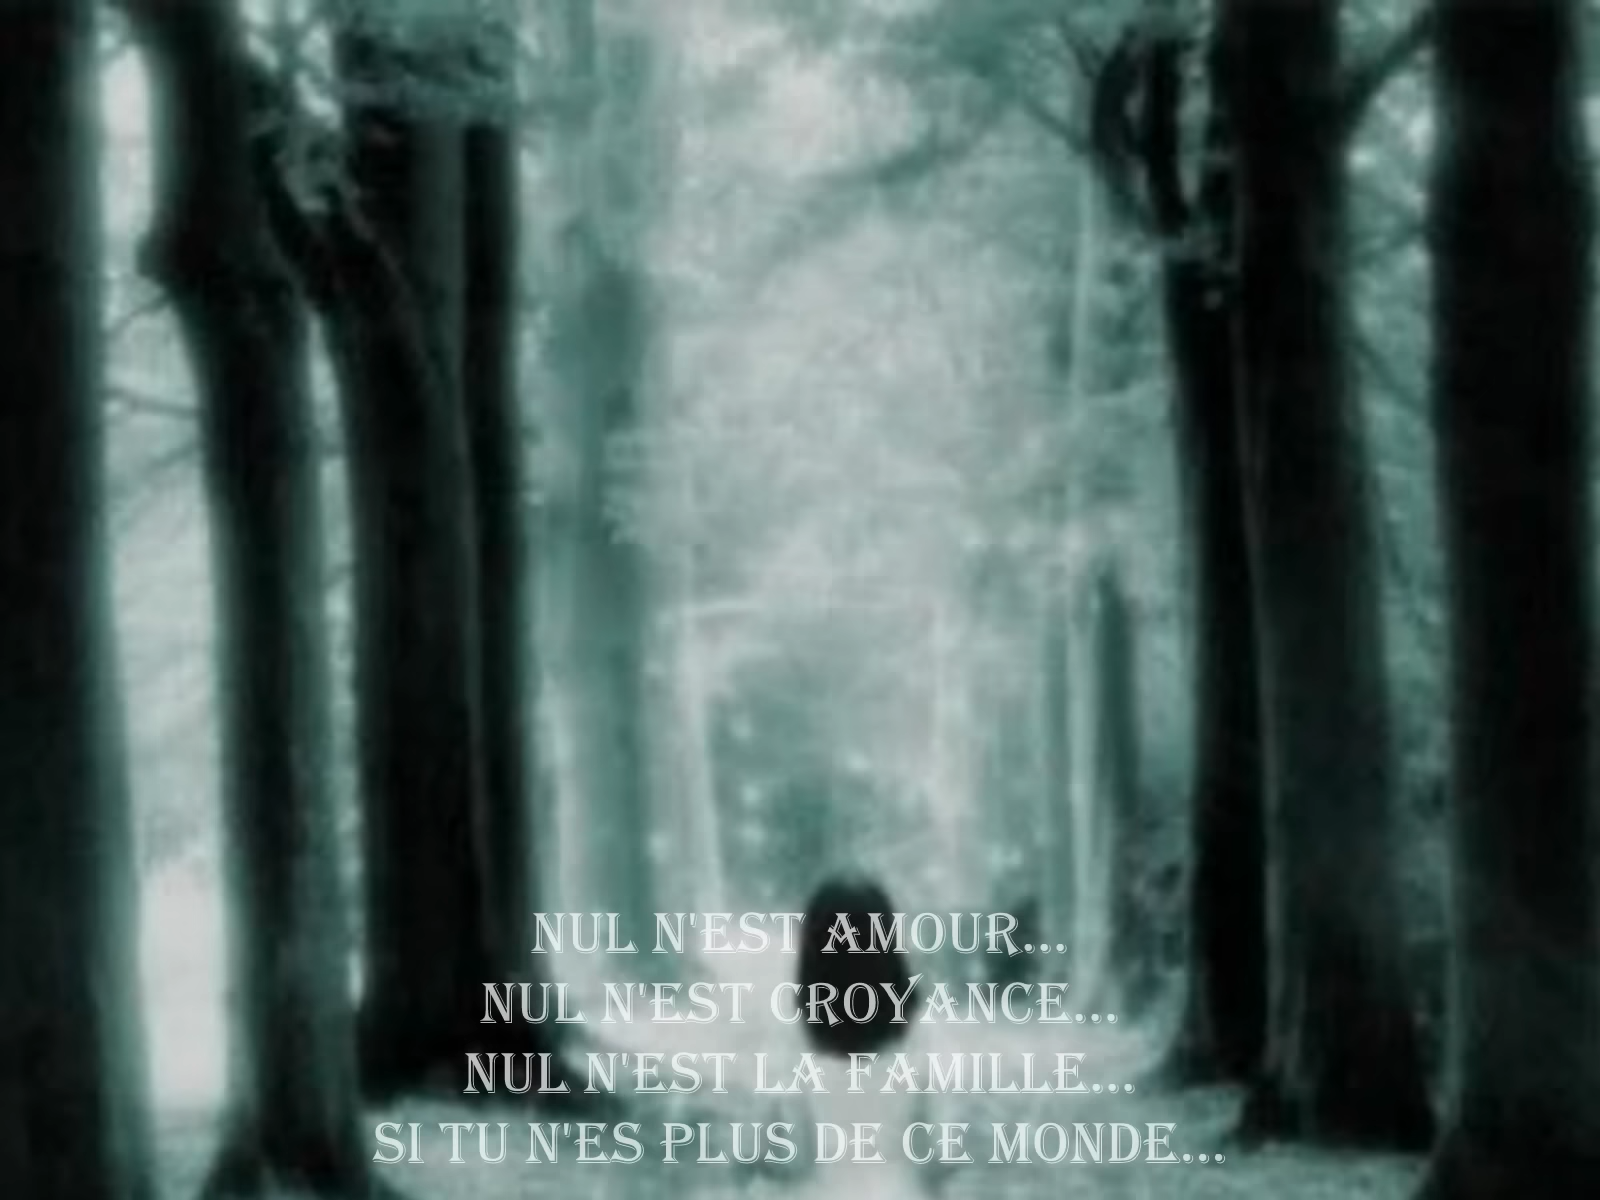 NUL N'EST AMOUR...
NUL N'EST CROYANCE...
NUL N'EST LA FAMILLE...
SI TU N'ES PLUS DE CE MONDE...